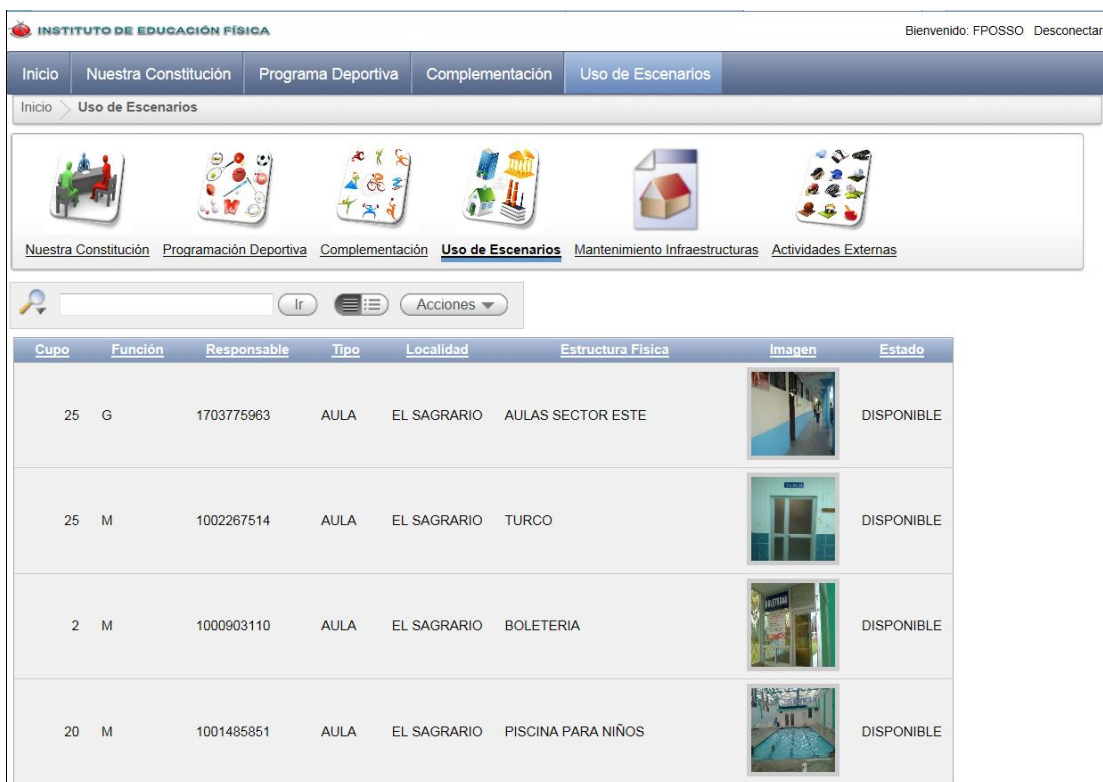 INSTITUTO DE EDUCACIÓN FÍSICA
Bienvenido: FPOSSO Desconectar
Inicio Nuestra Constitución Programa Deportiva Complementación Uso de Escenarios
Inicio Uso de Escenarios
Nuestra Constitución Programación Deportiva Complementación Uso de Escenarios Mantenimiento Infraestructuras Actividades Externas
Ir Acciones
Cupo Función Responsable Tipo Localidad Estructura Fisica Imagen Estado
25 G 1703775963 AULA EL SAGRARIO AULAS SECTOR ESTE DISPONIBLE
TURCO
25 M 1002267514 AULA EL SAGRARIO TURCO DISPONIBLE
BOLETERIA
2 M 1000903110 AULA EL SAGRARIO BOLETERIA DISPONIBLE
20 M 1001485851 AULA EL SAGRARIO PISCINA PARA NIÑOS DISPONIBLE